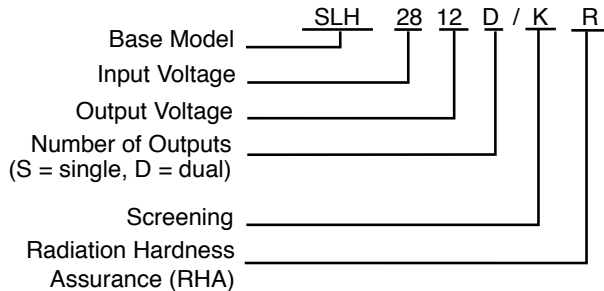 SLH 28 12 D / K R
Base Model
Input Voltage
Output Voltage
Number of Outputs
(S = single, D = dual)
Screening
Radiation Hardness
Assurance (RHA)